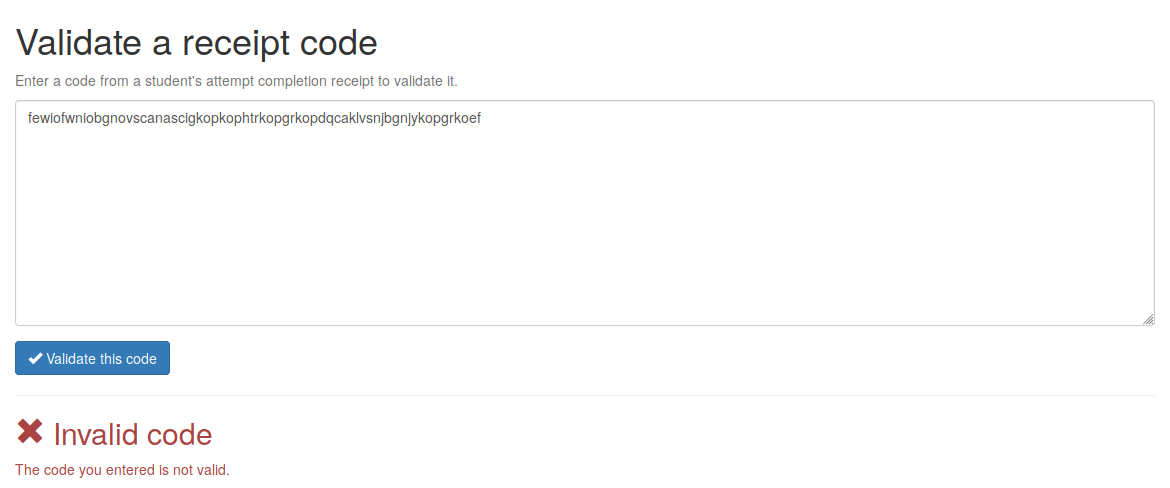 Validate a receipt code
Enter a code from a student's attempt completion receipt to validate it.
fewiofwniobgnovscanascigkopkophtrkopgrkopdqcaklvsnjbgnjykopgrkoef
Validate this code
Invalid code
The code you entered is not valid.